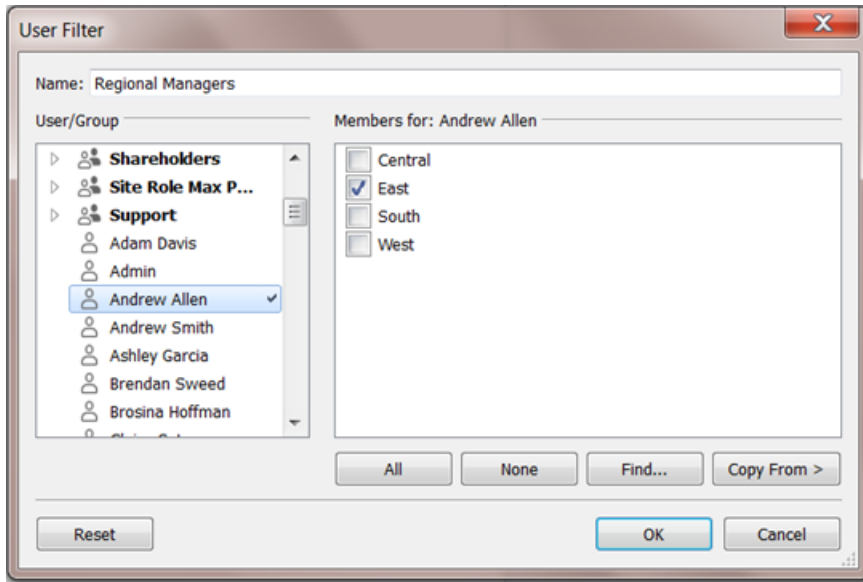 User Filter
Name: Regional Managers
User/Group
Members for: Andrew Allen
Shareholders
Site Role Max P...
Support
Adam Davis
Admin
Andrew Allen
Andrew Smith
Ashley Garcia
Brendan Sweed
Brosina Hoffman
Central
East
South
West
All
None
Find...
Copy From >
Reset
OK
Cancel